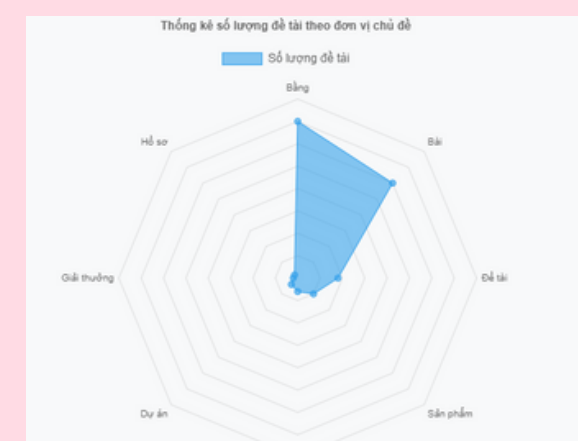 Thống kê số lượng đề tài theo đơn vị chủ đề
Số lượng đề tài
Bằng
Hồ sơ
Bài
Giải thưởng
Đề tài
Dự án
Sản phẩm